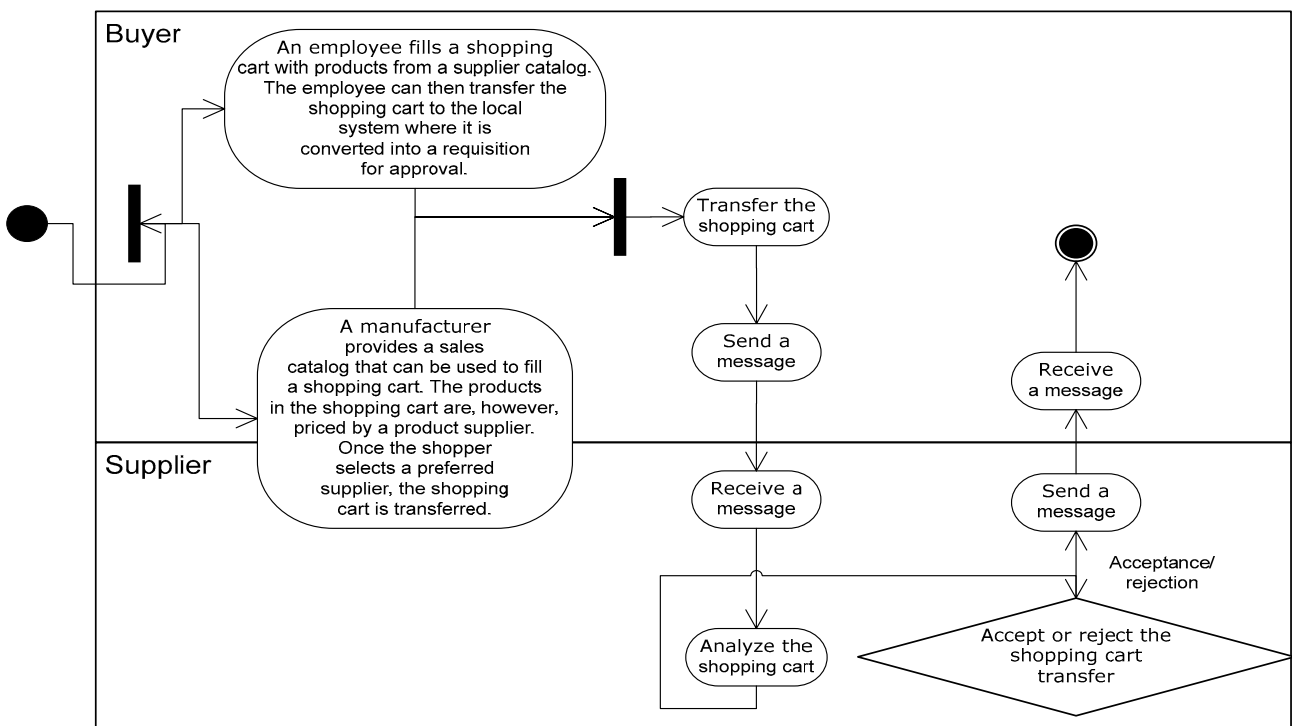 Buyer
An employee fills a shopping
cart with products from a supplier catalog.
The employee can then transfer the
shopping cart to the local
system where it is
converted into a requisition
for approval.
Transfer the
shopping cart
A manufacturer
provides a sales
catalog that can be used to fill
a shopping cart. The products
in the shopping cart are, however,
priced by a product supplier.
Once the shopper
selects a preferred
supplier, the shopping
cart is transferred.
Send a
message
Receive
a message
Supplier
Receive a
message
Send a
message
Acceptance/
rejection
Analyze the
shopping cart
Accept or reject the
shopping cart
transfer